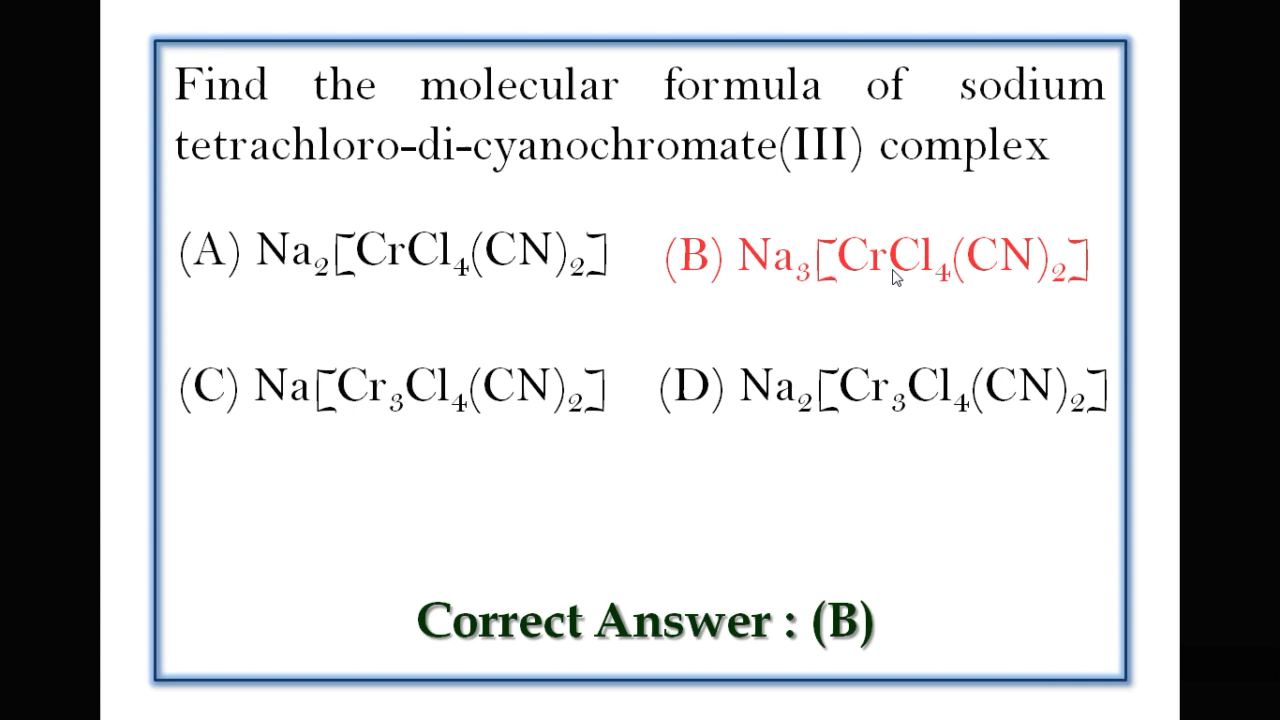 Find the molecular formula of sodium
tetrachloro-di-cyanochromate(III) complex
(A) Na₂[CrCl₄(CN)₂] (B) Na₃[CrCl₄(CN)₂]
(C) Na[Cr₃Cl₄(CN)₂] (D) Na₂[Cr₃Cl₄(CN)₂]
Correct Answer : (B)